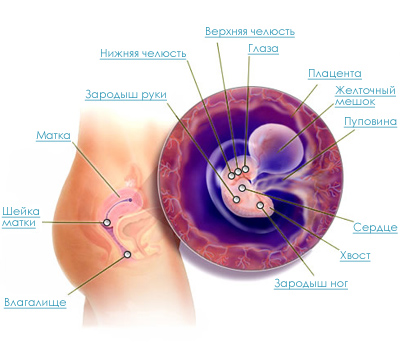 Верхняя челюсть
Нижняя челюсть
Глаза
Плацента
Зародыш руки
Желточный
мешок
Пуповина
Матка
Шейка
матки
Сердце
Хвост
Зародыш ног
Влагалище